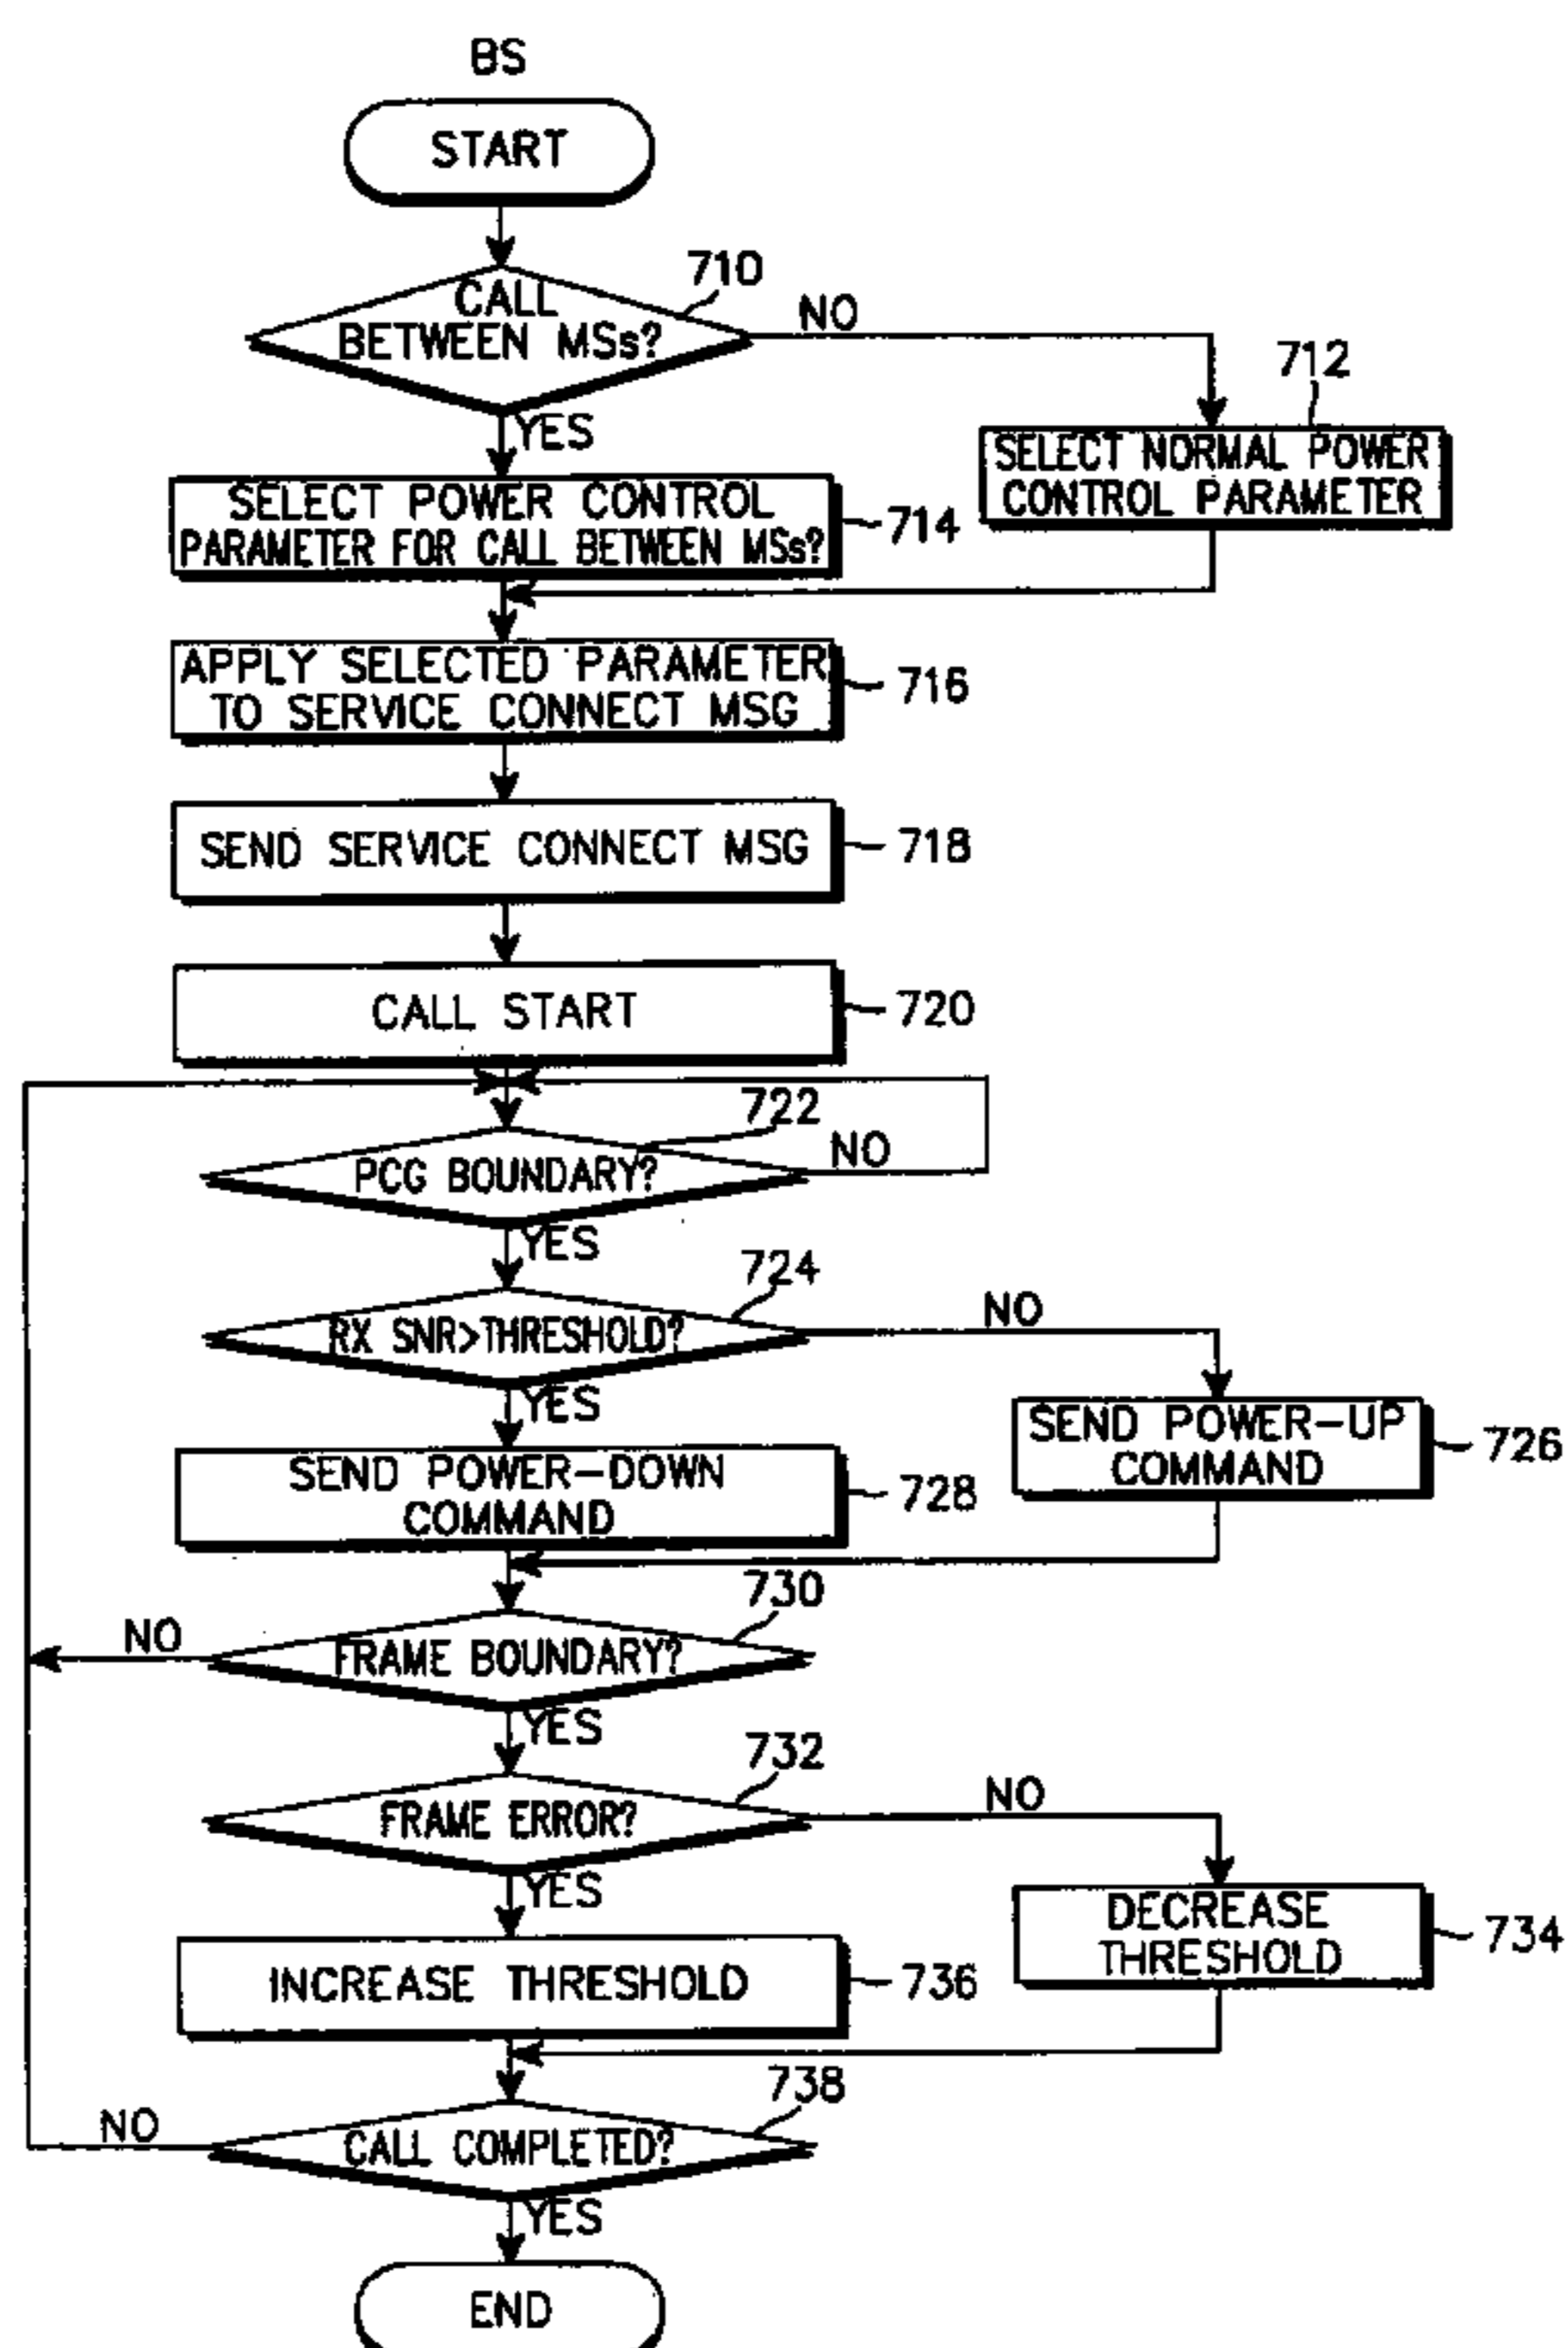 BS
START
710
CALL
BETWEEN MSs?
NO
YES
712
SELECT NORMAL POWER
CONTROL PARAMETER
SELECT POWER CONTROL
PARAMETER FOR CALL BETWEEN MSs?
714
APPLY SELECTED PARAMETER
TO SERVICE CONNECT MSG
716
SEND SERVICE CONNECT MSG
718
CALL START
720
722
PCG BOUNDARY?
NO
YES
724
RX SNR>THRESHOLD?
NO
YES
SEND POWER-UP
COMMAND
726
SEND POWER-DOWN
COMMAND
728
730
NO
FRAME BOUNDARY?
YES
732
FRAME ERROR?
NO
YES
DECREASE
THRESHOLD
734
INCREASE THRESHOLD
736
738
NO
CALL COMPLETED?
YES
END